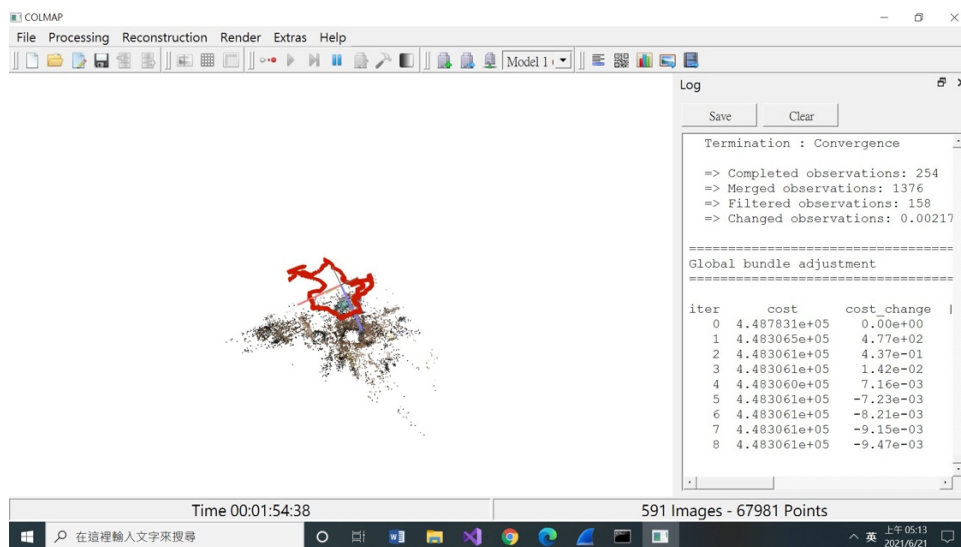 COLMAP
File Processing Reconstruction Render Extras Help
Model 1
Log
Save Clear
Termination : Convergence
=> Completed observations: 254
=> Merged observations: 1376
=> Filtered observations: 158
=> Changed observations: 0.00217
==================================
Global bundle adjustment
==================================
iter cost cost_change |
0 4.487831e+05 0.00e+00
1 4.483065e+05 4.77e+02
2 4.483061e+05 4.37e-01
3 4.483061e+05 1.42e-02
4 4.483060e+05 7.16e-03
5 4.483061e+05 -7.23e-03
6 4.483061e+05 -8.21e-03
7 4.483061e+05 -9.15e-03
8 4.483061e+05 -9.47e-03
Time 00:01:54:38 591 Images - 67981 Points
在這裡輸入文字來搜尋
英 上午 05:13
2021/6/21